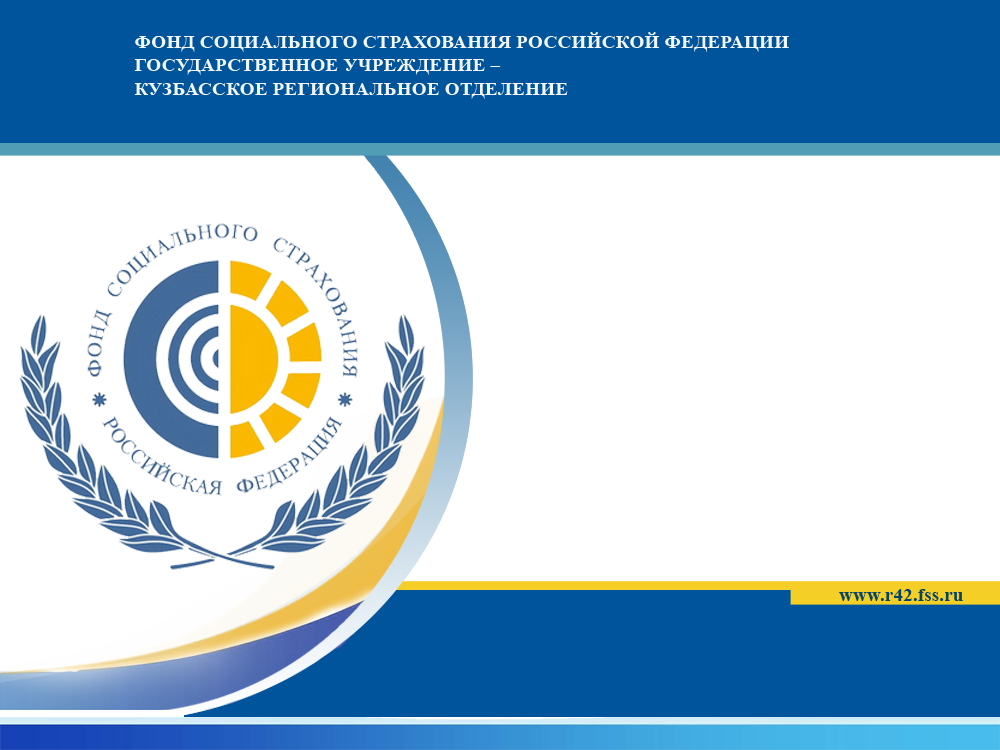 ФОНД СОЦИАЛЬНОГО СТРАХОВАНИЯ РОССИЙСКОЙ ФЕДЕРАЦИИ
ГОСУДАРСТВЕННОЕ УЧРЕЖДЕНИЕ –
КУЗБАССКОЕ РЕГИОНАЛЬНОЕ ОТДЕЛЕНИЕ
ФОНД СОЦИАЛЬНОГО СТРАХОВАНИЯ
РОССИЙСКАЯ ФЕДЕРАЦИЯ
www.r42.fss.ru